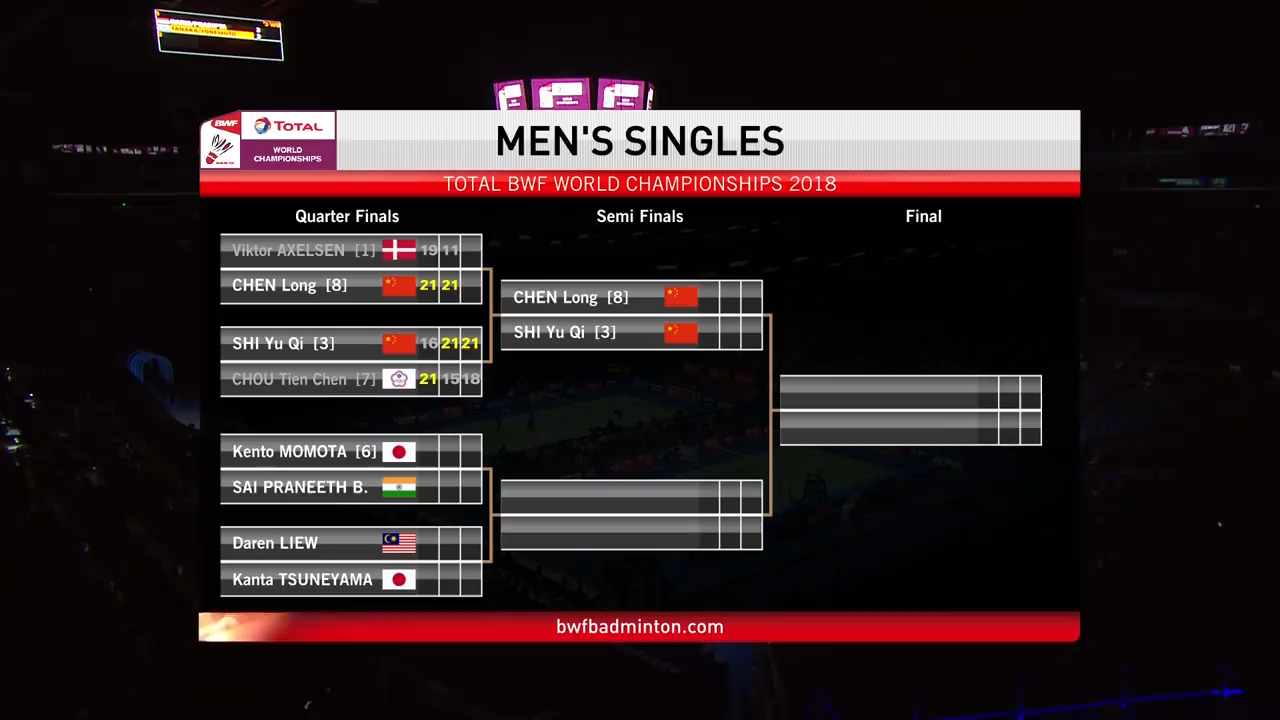 TANAKA/YONEMOTO
BWF
TOTAL
WORLD
CHAMPIONSHIPS
MEN'S SINGLES
TOTAL BWF WORLD CHAMPIONSHIPS 2018
Quarter Finals
Semi Finals
Final
Viktor AXELSEN [1] 19 11
CHEN Long [8] 21 21
SHI Yu Qi [3] 16 21 21
CHOU Tien Chen [7] 21 15 18
Kento MOMOTA [6]
SAI PRANEETH B.
Daren LIEW
Kanta TSUNEYAMA
CHEN Long [8]
SHI Yu Qi [3]
bwfbadminton.com